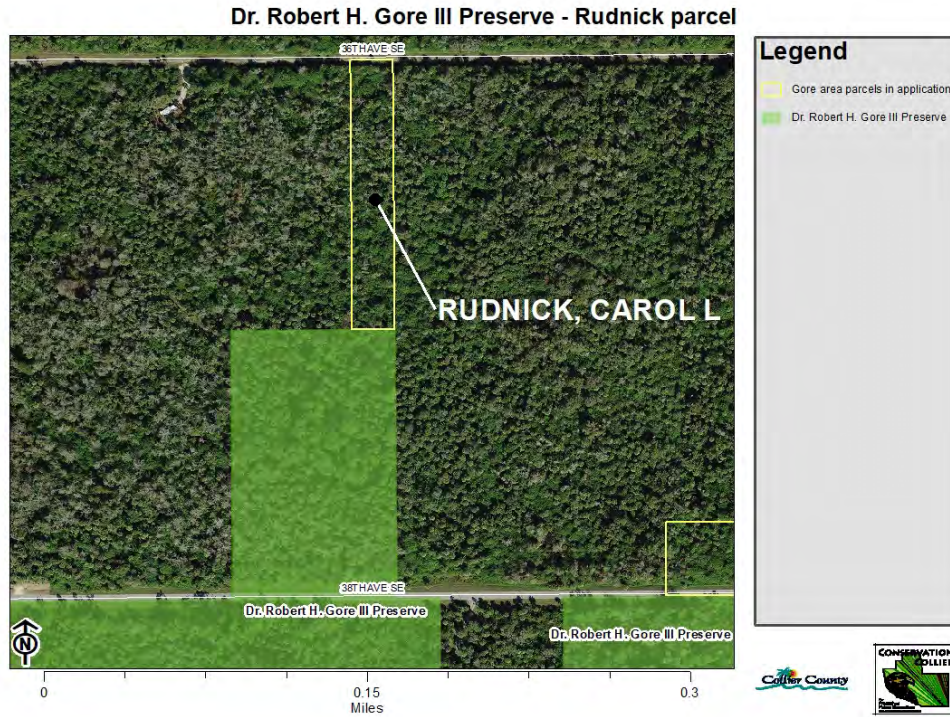 Dr. Robert H. Gore III Preserve - Rudnick parcel
36TH AVE SE
Legend
Gore area parcels in application
Dr. Robert H. Gore III Preserve
RUDNICK, CAROL L
38TH AVE SE
Dr. Robert H. Gore III Preserve
Dr. Robert H. Gore III Preserve
N
0 0.15 0.3
Miles
Collier County
CONSERVATION
COLLIER